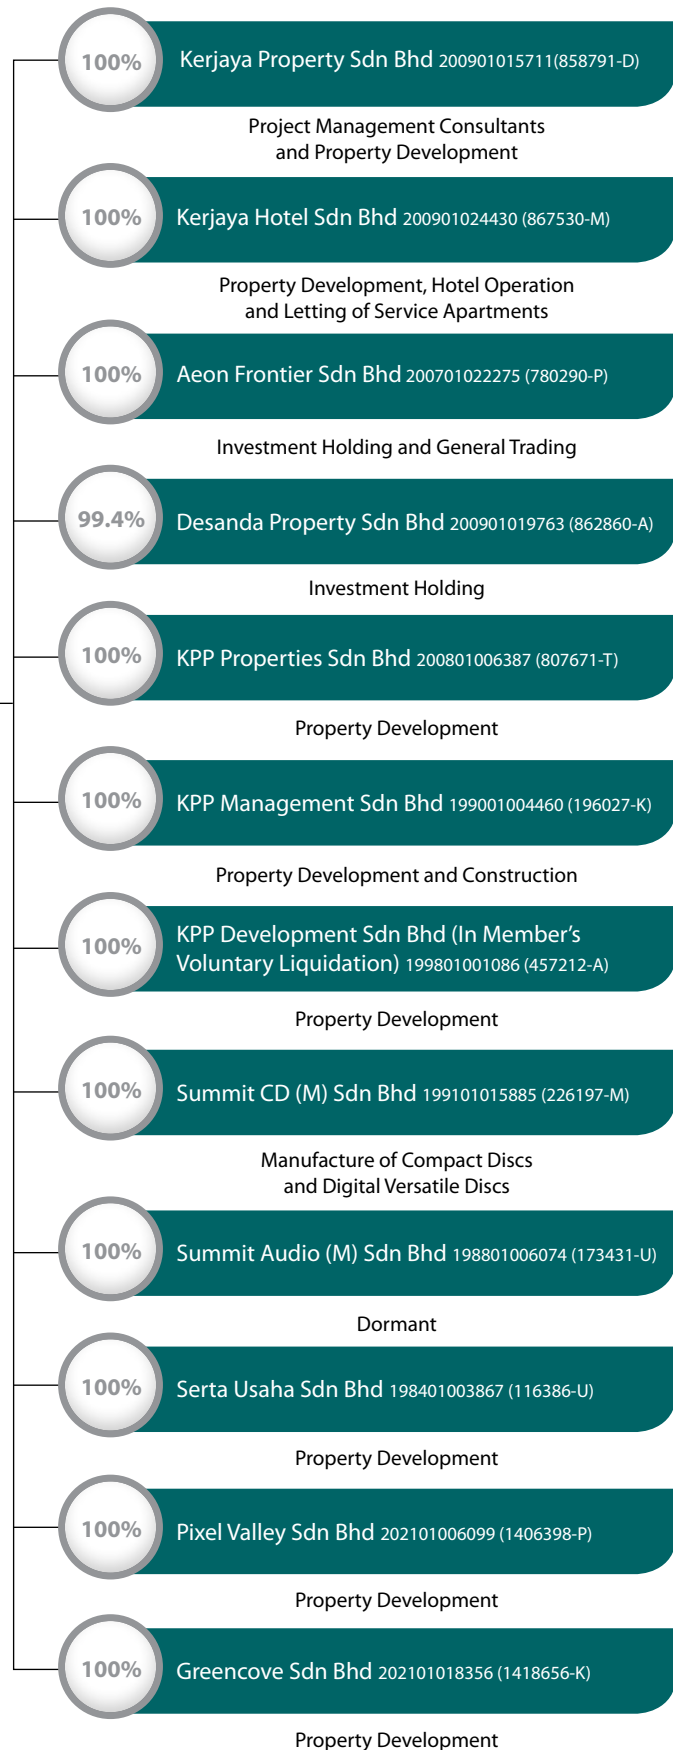 100%
Kerjaya Property Sdn Bhd 200901015711(858791-D)
Project Management Consultants
and Property Development
100%
Kerjaya Hotel Sdn Bhd 200901024430 (867530-M)
Property Development, Hotel Operation
and Letting of Service Apartments
100%
Aeon Frontier Sdn Bhd 200701022275 (780290-P)
Investment Holding and General Trading
99.4%
Desanda Property Sdn Bhd 200901019763 (862860-A)
Investment Holding
100%
KPP Properties Sdn Bhd 200801006387 (807671-T)
Property Development
100%
KPP Management Sdn Bhd 199001004460 (196027-K)
Property Development and Construction
100%
KPP Development Sdn Bhd (In Member’s
Voluntary Liquidation) 199801001086 (457212-A)
Property Development
100%
Summit CD (M) Sdn Bhd 199101015885 (226197-M)
Manufacture of Compact Discs
and Digital Versatile Discs
100%
Summit Audio (M) Sdn Bhd 198801006074 (173431-U)
Dormant
100%
Serta Usaha Sdn Bhd 198401003867 (116386-U)
Property Development
100%
Pixel Valley Sdn Bhd 202101006099 (1406398-P)
Property Development
100%
Greencove Sdn Bhd 202101018356 (1418656-K)
Property Development